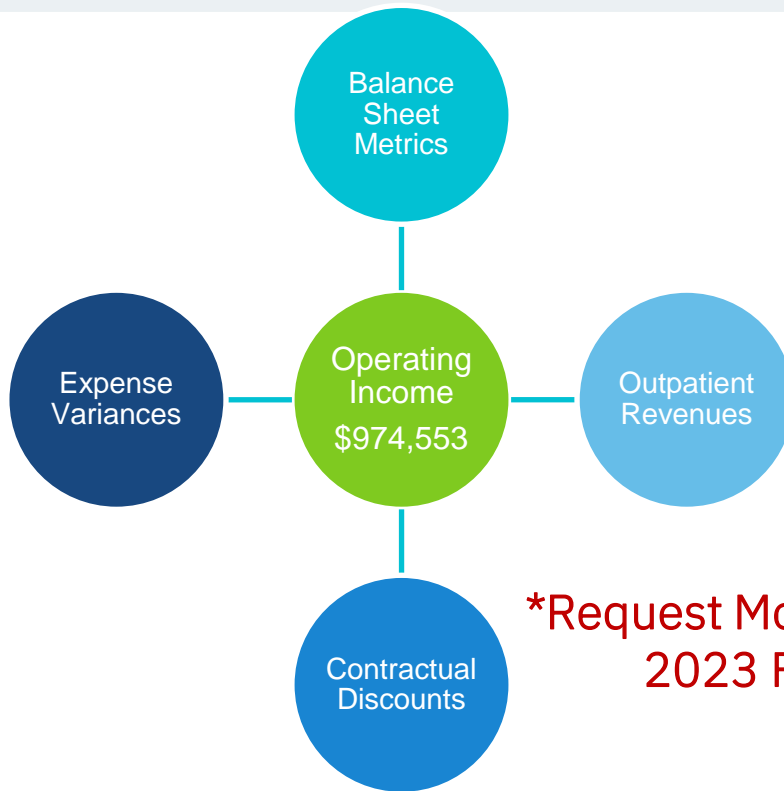 Balance
Sheet
Metrics
Expense
Variances
Operating
Income
$974,553
Outpatient
Revenues
*Request
2023
Contractual
Discounts